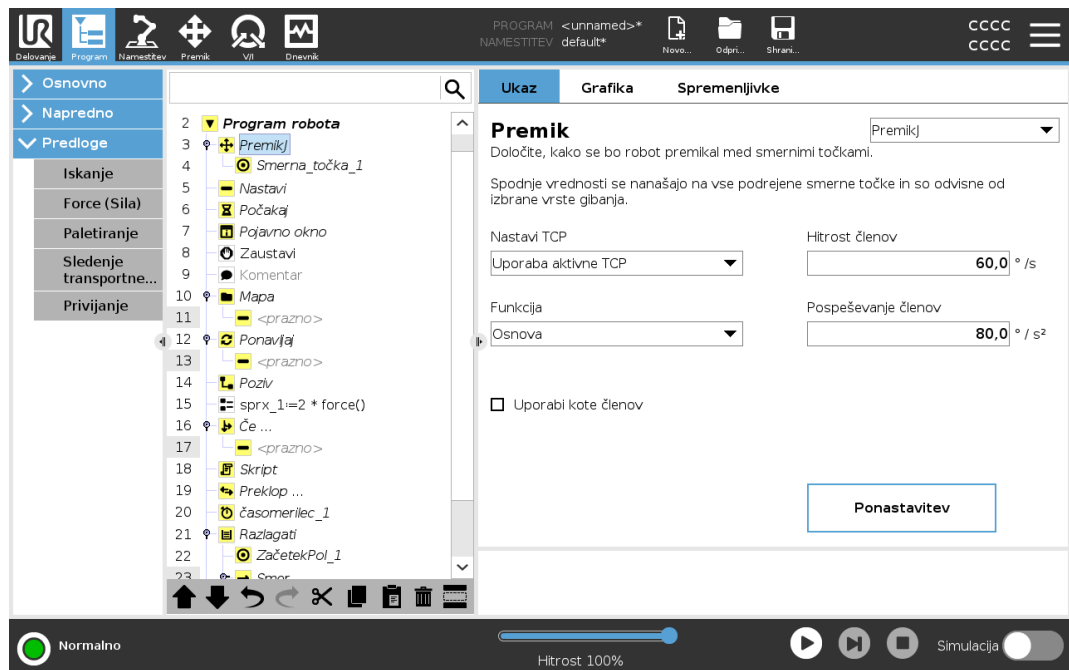 PROGRAM <unnamed>*
NAMESTITEV default*
CCCC
CCCC
Delovanje
Program
Namestitev
Premik
V/I
Dnevnik
Novo...
Odpri...
Shrani...
Osnovno
Napredno
Predloge
Iskanje
Force (Sila)
Paletiranje
Sledenje
transportne...
Privijanje
2 Program robota
3 PremikJ
4 Smerna_točka_1
5 Nastavi
6 Počakaj
7 Pojavno okno
8 Zaustavi
9 Komentar
10 Mapa
11 <prazno>
12 Ponavljaj
13 <prazno>
14 Poziv
15 sprx_1:=2 * force()
16 Če ...
17 <prazno>
18 Skript
19 Preklop ...
20 časomerilec_1
21 Razlagati
22 ZačetekPol_1
23 Smer
Ukaz
Grafika
Spremenljivke
Premik
PremikJ
Določite, kako se bo robot premikal med smernimi točkami.
Spodnje vrednosti se nanašajo na vse podrejene smerne točke in so odvisne od
izbrane vrste gibanja.
Nastavi TCP
Hitrost členov
Uporaba aktivne TCP
60,0 ° /s
Funkcija
Pospeševanje členov
Osnova
80,0 ° / s²
Uporabi kote členov
Ponastavitev
Normalno
Hitrost 100%
Simulacija